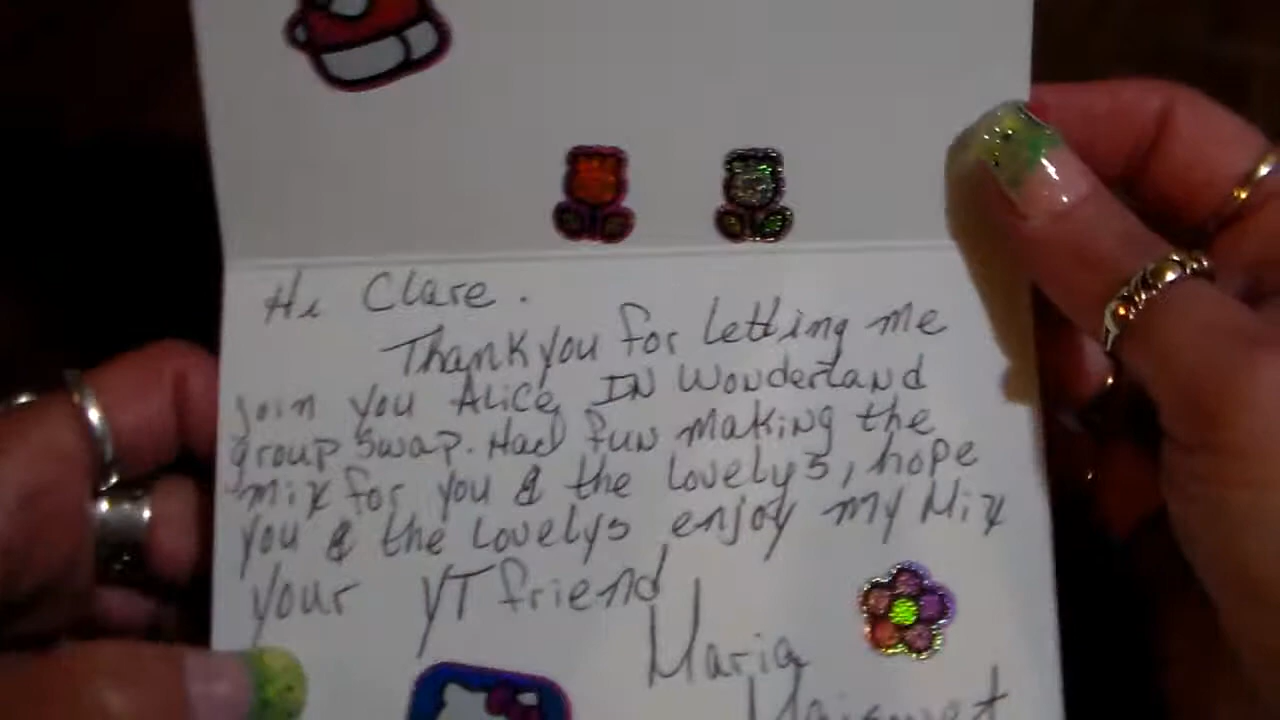 Hi Clare.
Thank you for letting me
join you Alice IN Wonderland
group swap. Had fun making the
mix for you & the Lovelys, hope
you & the Lovelys enjoy my Mix
your YT friend
Maria